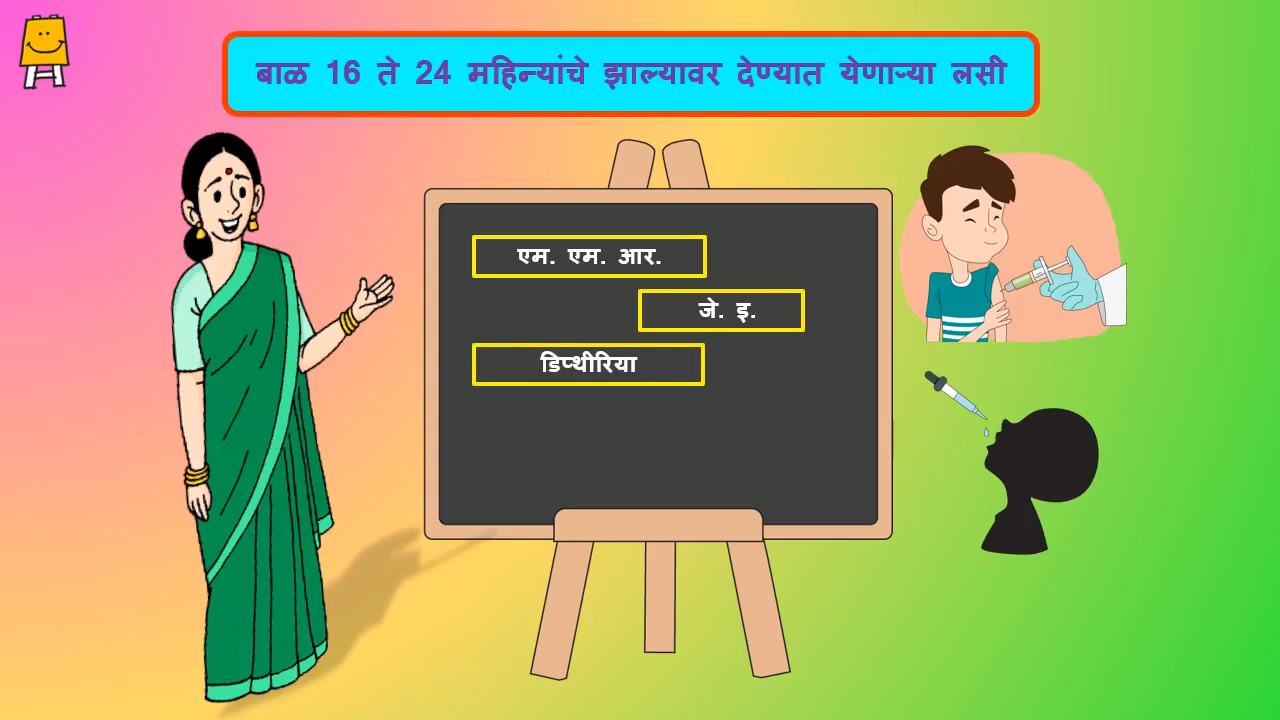 बाळ 16 ते 24 महिन्यांचे झाल्यावर देण्यात येणाऱ्या लसी
एम. एम. आर.
जे. इ.
डिप्थीरिया